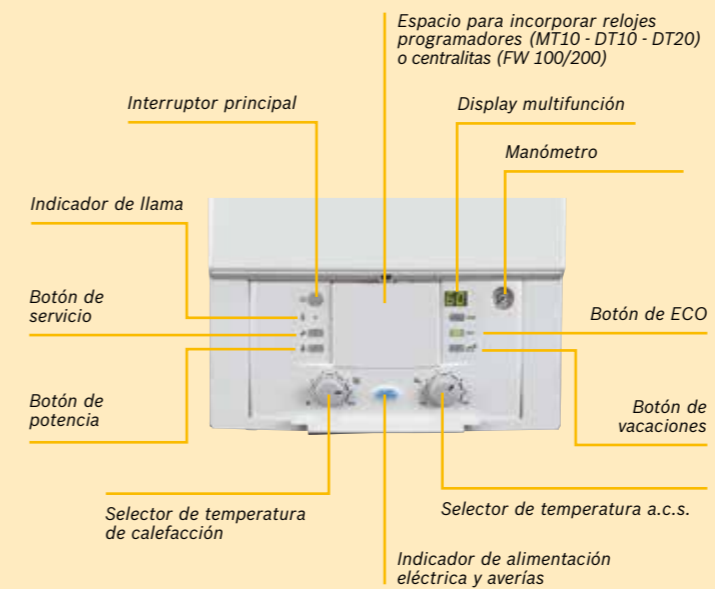 Espacio para incorporar relojes
programadores (MT10 - DT10 - DT20)
o centralitas (FW 100/200)
Interruptor principal
Display multifunción
Manómetro
Indicador de llama
Botón de
servicio
Botón de ECO
Botón de
potencia
Botón de
vacaciones
Selector de temperatura
de calefacción
Selector de temperatura a.c.s.
Indicador de alimentación
eléctrica y averías
60